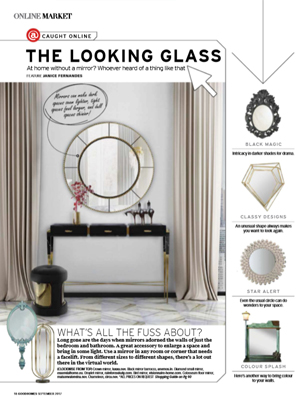 ONLINE MARKET
@ CAUGHT ONLINE
THE LOOKING GLASS
At home without a mirror? Whoever heard of a thing like that
FEATURE JANICE FERNANDES
Mirrors can make dark
spaces seem lighter, tight
spaces feel larger, and dull
spaces shine!
BLACK MAGIC
Intricacy in darker shades for drama.
CLASSY DESIGNS
An unusual shape always makes
you want to look again.
STAR ALERT
Even the usual circle can do
wonders to your space.
COLOUR SPLASH
Here's another way to bring colour
to your walls.
WHAT'S ALL THE FUSS ABOUT?
Long gone are the days when mirrors adorned the walls of just the
bedroom and bathroom. A great accessory to enlarge a space and
bring in some light. Use a mirror in any room or corner that needs
a facelift. From different sizes to different shapes, there's a lot out
there in the virtual world.